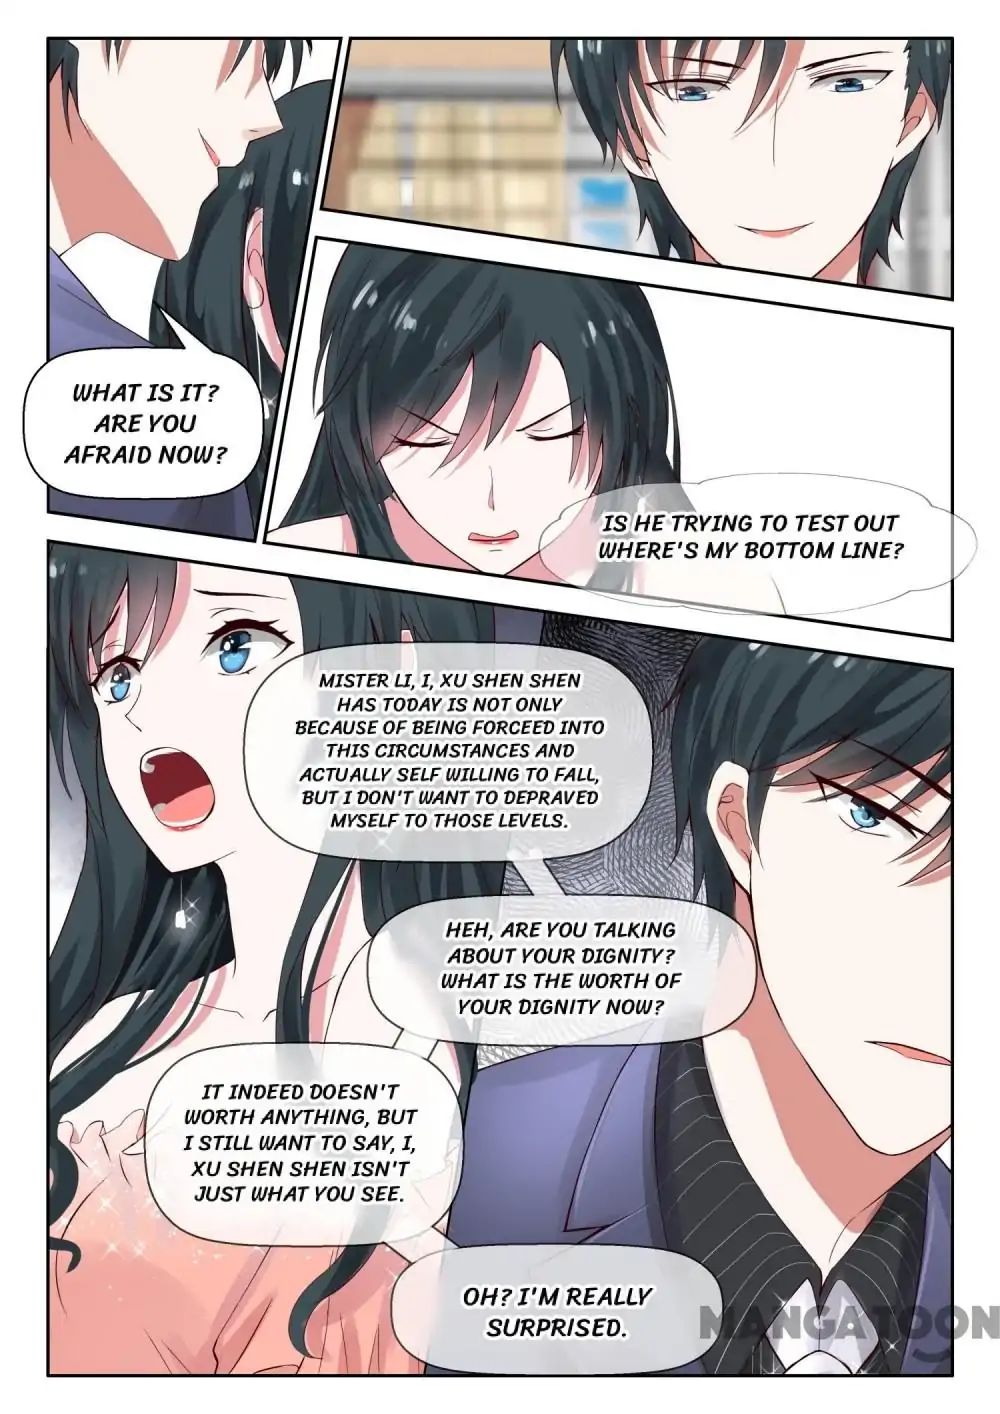 WHAT IS IT?
ARE YOU
AFRAID NOW?
IS HE TRYING TO TEST OUT
WHERE'S MY BOTTOM LINE?
MISTER LI, I, XU SHEN SHEN
HAS TODAY IS NOT ONLY
BECAUSE OF BEING FORCEED INTO
THIS CIRCUMSTANCES AND
ACTUALLY SELF WILLING TO FALL,
BUT I DON'T WANT TO DEPRAVED
MYSELF TO THOSE LEVELS.
HEH, ARE YOU TALKING
ABOUT YOUR DIGNITY?
WHAT IS THE WORTH OF
YOUR DIGNITY NOW?
IT INDEED DOESN'T
WORTH ANYTHING, BUT
I STILL WANT TO SAY, I,
XU SHEN SHEN ISN'T
JUST WHAT YOU SEE.
OH? I'M REALLY
SURPRISED.
MANGATOON